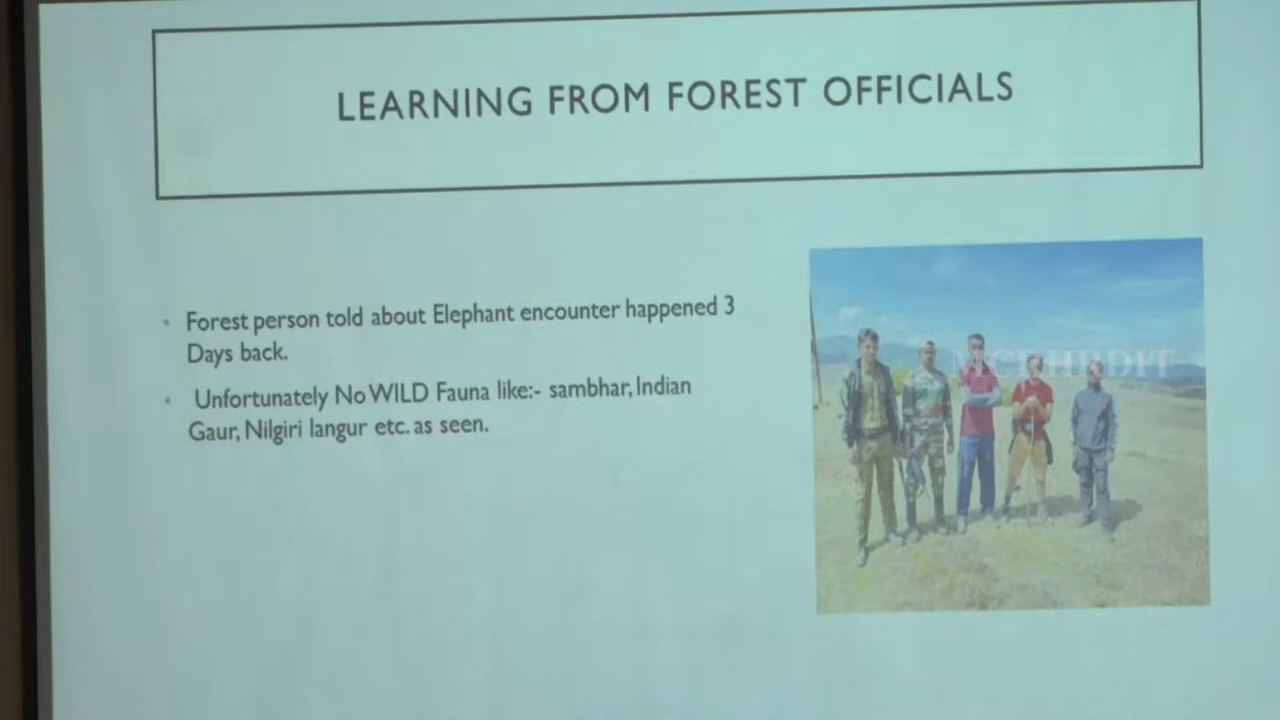 LEARNING FROM FOREST OFFICIALS
Forest person told about Elephant encounter happened 3
Days back.
Unfortunately No WILD Fauna like:- sambhar, Indian
Gaur, Nilgiri langur etc. as seen.
MCRHRDIT